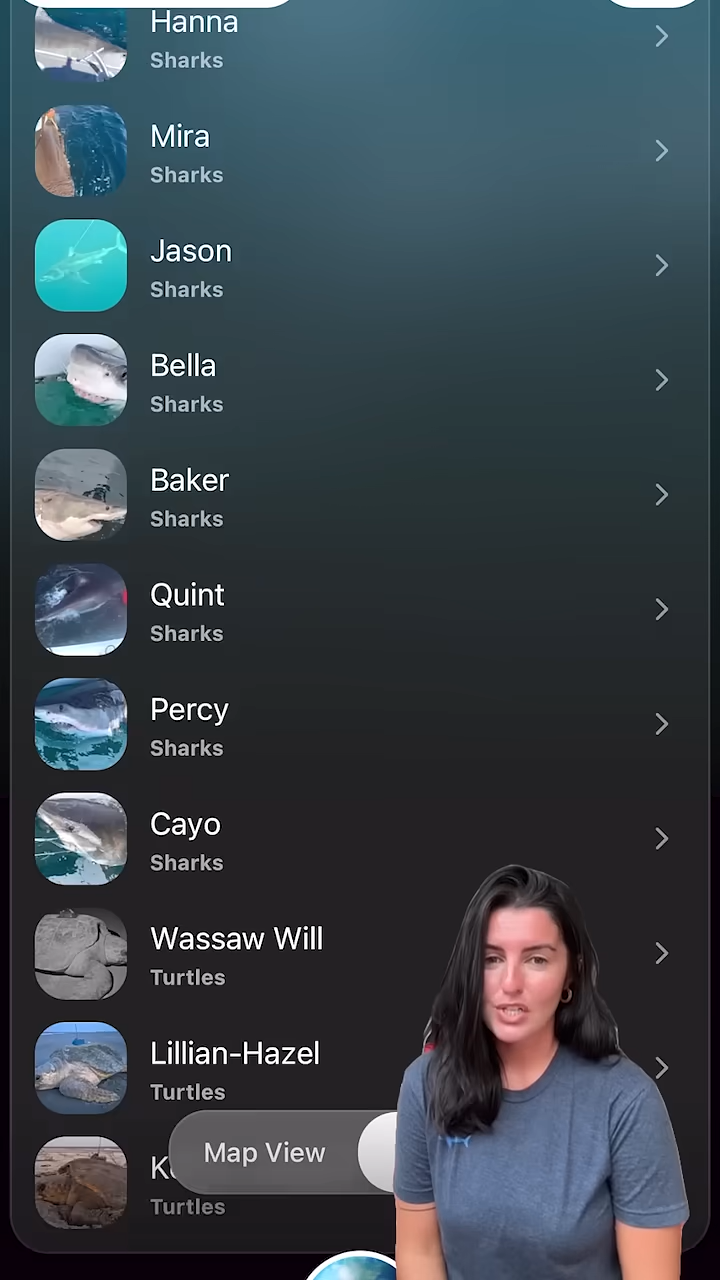 Hanna
Sharks
Mira
Sharks
Jason
Sharks
Bella
Sharks
Baker
Sharks
Quint
Sharks
Percy
Sharks
Cayo
Sharks
Wassaw Will
Turtles
Lillian-Hazel
Turtles
Map View
Turtles